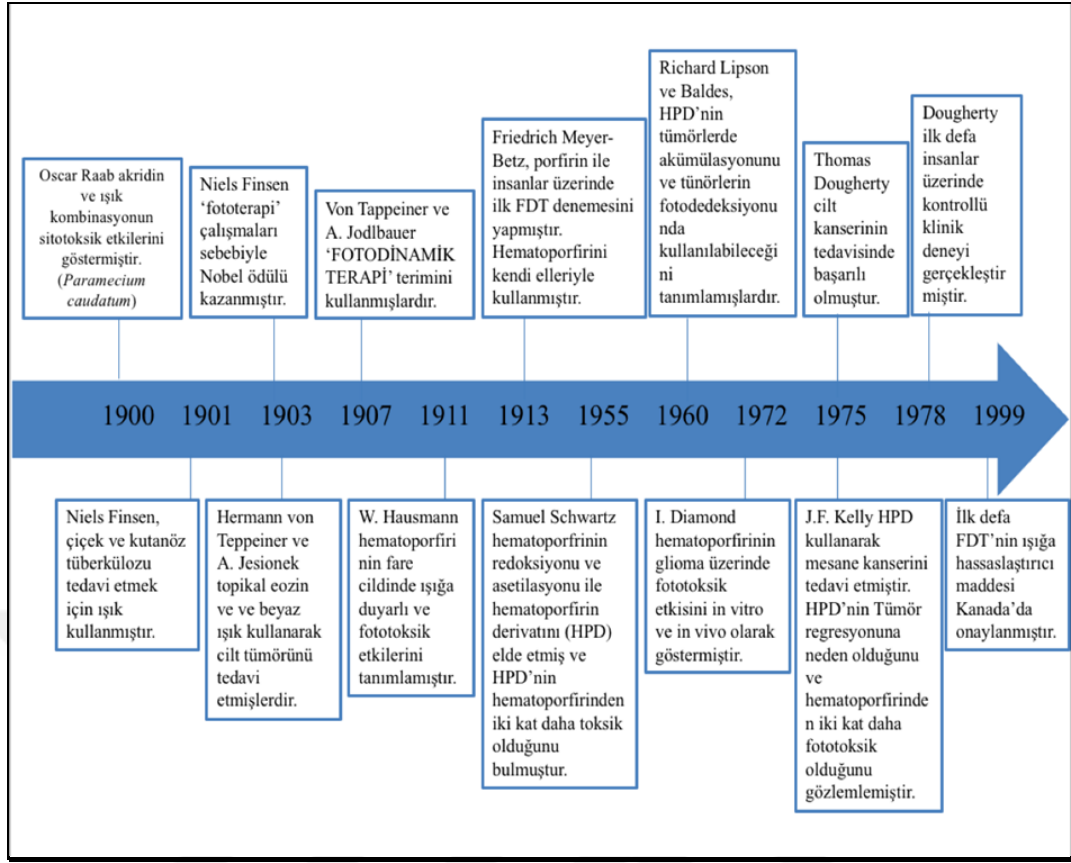 Oscar Raab akridin
ve ışık
kombinasyonun
sitotoksik etkilerini
göstermiştir.
(Paramecium
caudatum)
Niels Finsen
‘fototerapi’
çalışmaları
sebebiyle
Nobel ödülü
kazanmıştır.
Von Tappeiner ve
A. Jodlbauer
‘FOTODİNAMİK
TERAPİ’ terimini
kullanmışlardır.
Friedrich Meyer-
Betz, porfirin ile
insanlar üzerinde
ilk FDT denemesini
yapmıştır.
Hematoporfirini
kendi elleriyle
kullanmıştır.
Richard Lipson
ve Baldes,
HPD’nin
tümörlerde
akümülasyonunu
ve tünörlerin
fotodedeksiyonu
nda
kullanılabileceğ
ini
tanımlamışlardır.
Thomas
Dougherty
cilt
kanserinin
tedavisinde
başarılı
olmuştur.
Dougherty
ilk defa
insanlar
üzerinde
kontrollü
klinik
deneyi
gerçekleştir
miştir.
1900 1901 1903 1907 1911 1913 1955 1960 1972 1975 1978 1999
Niels Finsen,
çiçek ve kutanöz
tüberkülozu
tedavi etmek
için ışık
kullanmıştır.
Hermann von
Teppeiner ve
A. Jesionek
topikal eozin
ve ve beyaz
ışık kullanarak
cilt tümörünü
tedavi
etmişlerdir.
W. Hausmann
hematoporfiri
nin fare
cildinde ışığa
duyarlı ve
fototoksik
etkilerini
tanımlamıştır.
Samuel Schwartz
hematoporfrinin
redoksiyonu ve
asetilasyonu ile
hematoporfirin
derivatını (HPD)
elde etmiş ve
HPD’nin
hematoporfirinden
iki kat daha toksik
olduğunu
bulmuştur.
I. Diamond
hematoporfirinin
glioma üzerinde
fototoksik
etkisini in vitro
ve in vivo olarak
göstermiştir.
J.F. Kelly HPD
kullanarak
mesane kanserini
tedavi etmiştir.
HPD’nin Tümör
regresyonuna
neden olduğunu
ve
hematoporfirinde
n iki kat daha
fototoksik
olduğunu
gözlemlemiştir.
İlk defa
FDT’nin ışığa
hassaslaştırıcı
maddesi
Kanada’da
onaylanmıştır.